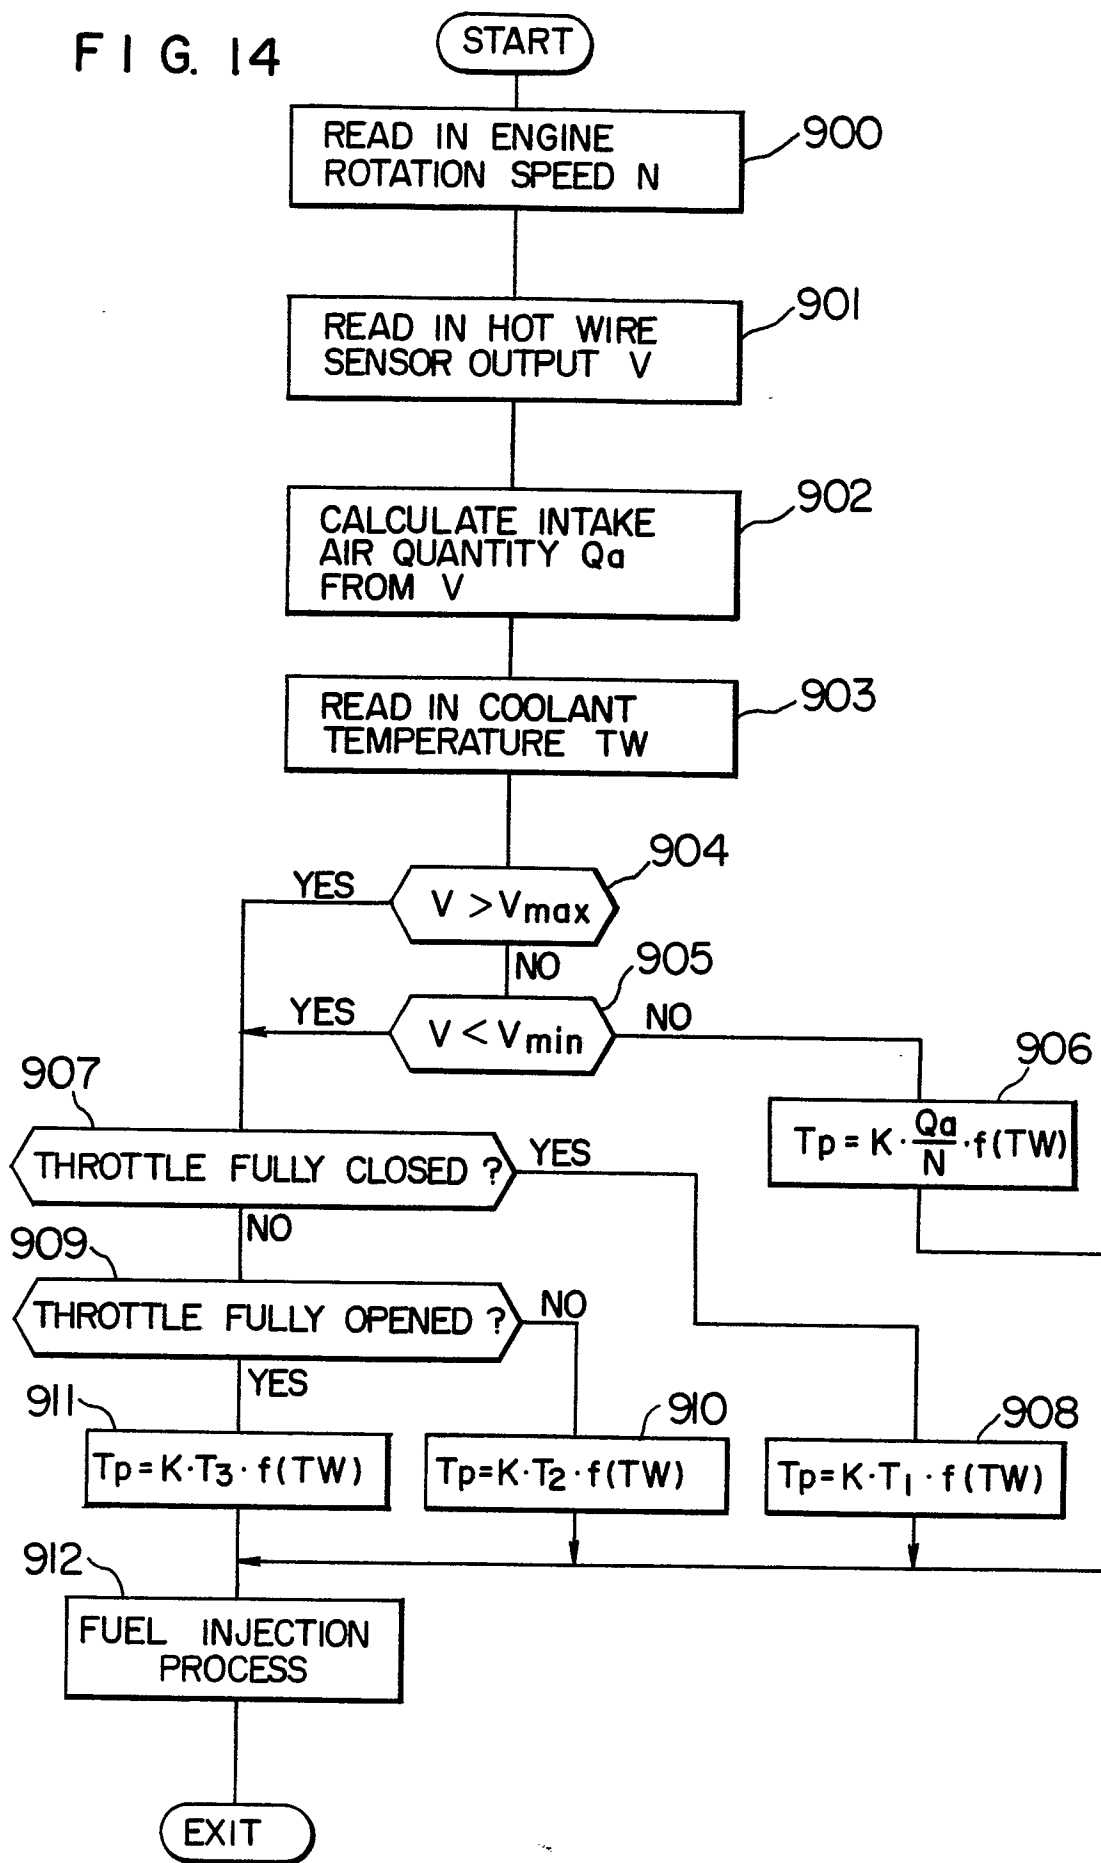 FIG. 14
START
READ IN ENGINE
ROTATION SPEED N
900
READ IN HOT WIRE
SENSOR OUTPUT V
901
CALCULATE INTAKE
AIR QUANTITY Qa
FROM V
902
READ IN COOLANT
TEMPERATURE TW
903
904
YES
V > Vmax
NO
905
YES
V < Vmin
NO
906
Tp = K · Qa/N · f(TW)
907
THROTTLE FULLY CLOSED ?
YES
NO
909
THROTTLE FULLY OPENED ?
NO
YES
911
Tp = K·T3 · f(TW)
910
Tp=K·T2 · f(TW)
908
Tp=K·T1 · f(TW)
912
FUEL INJECTION
PROCESS
EXIT